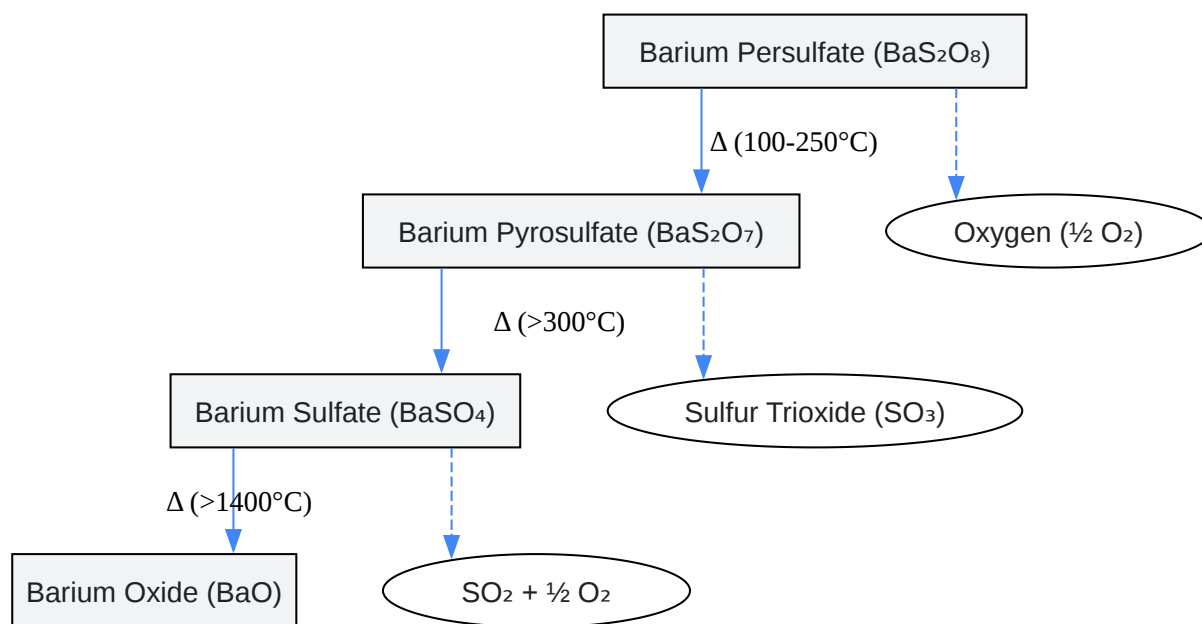 Barium Persulfate (BaS₂O₈)
Δ (100-250°C)
Barium Pyrosulfate (BaS₂O₇)
Oxygen (½ O₂)
Δ (>300°C)
Barium Sulfate (BaSO₄)
Sulfur Trioxide (SO₃)
Δ (>1400°C)
Barium Oxide (BaO)
SO₂ + ½ O₂